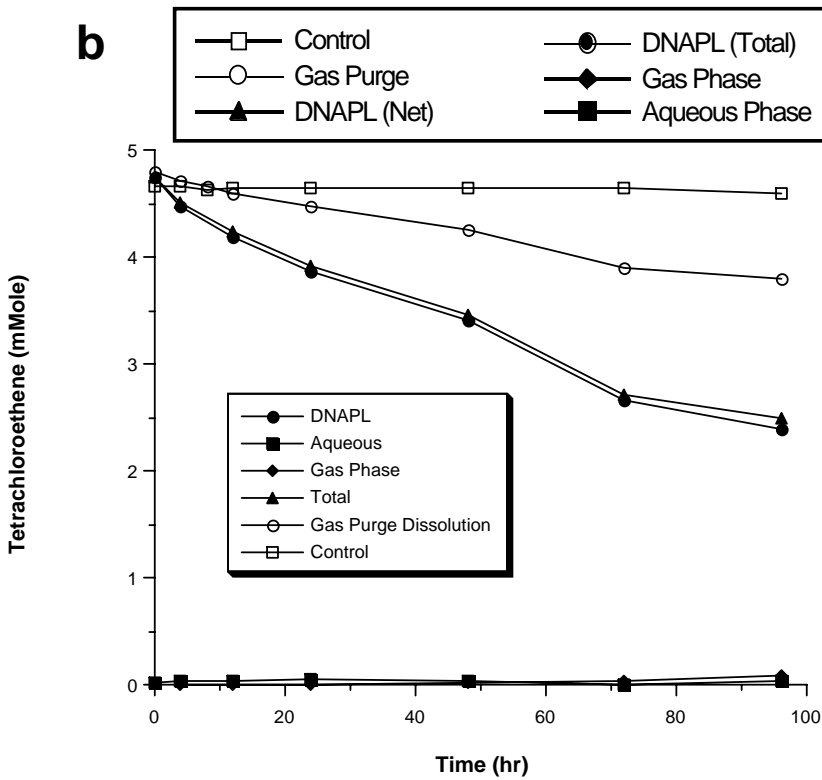 b
Control
Gas Purge
DNAPL (Net)
DNAPL (Total)
Gas Phase
Aqueous Phase
Tetrachloroethene (mMole)
5
4
3
2
1
0
DNAPL
Aqueous
Gas Phase
Total
Gas Purge Dissolution
Control
0
20
40
60
80
100
Time (hr)